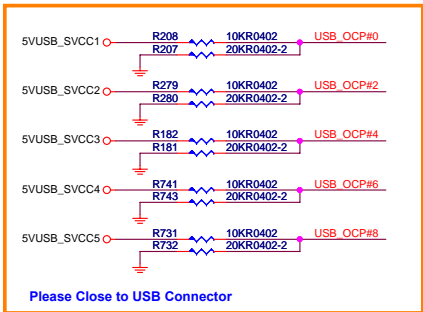 5VUSB_SVCC1 R208 10KR0402 USB_OCP#0
R207 20KR0402-2
5VUSB_SVCC2 R279 10KR0402 USB_OCP#2
R280 20KR0402-2
5VUSB_SVCC3 R182 10KR0402 USB_OCP#4
R181 20KR0402-2
5VUSB_SVCC4 R741 10KR0402 USB_OCP#6
R743 20KR0402-2
5VUSB_SVCC5 R731 10KR0402 USB_OCP#8
R732 20KR0402-2
Please Close to USB Connector